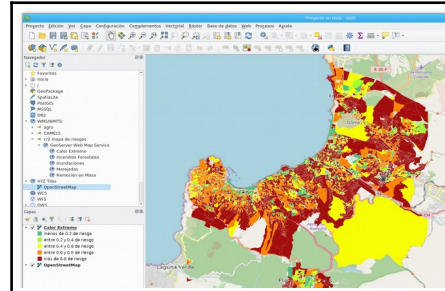 *Proyecto sin título - QGIS
Proyecto Edición Ver Capa Configuración Complementos Vectorial Ráster Base de datos Web Procesos Ayuda
Navegador
Favoritos
Inicio
/
GeoPackage
SpatiaLite
PostGIS
MSSQL
DB2
WMS/WMTS
agro
CAMELS
cr2 mapa de riesgos
GeoServer Web Map Service
Calor Extremo
Incendios Forestales
Inundaciones
Marejadas
Remoción en Masa
XYZ Tiles
OpenStreetMap
WCS
WFS
OWS
Capas
Calor Extremo
menos de 0.2 de riesgo
entre 0.2 y 0.4 de riesgo
entre 0.4 y 0.6 de riesgo
entre 0.6 y 0.8 de riesgo
más de 0.8 de riesgo
OpenStreetMap
Laguna Verde